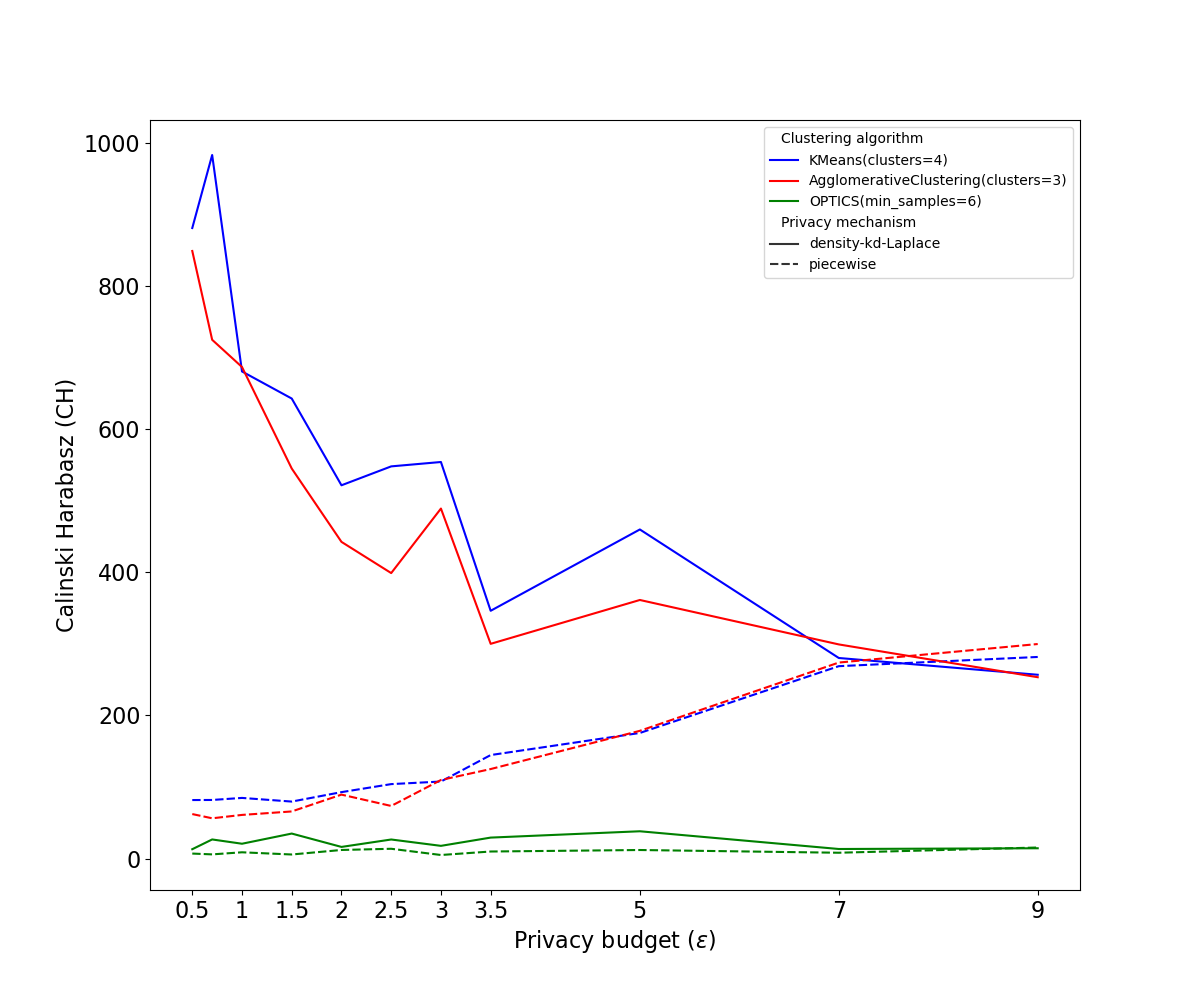 Clustering algorithm
KMeans(clusters=4)
AgglomerativeClustering(clusters=3)
OPTICS(min_samples=6)
Privacy mechanism
density-kd-Laplace
piecewise
Calinski Harabasz (CH)
1000
800
600
400
200
0
0.5 1 1.5 2 2.5 3 3.5 5 7 9
Privacy budget (ε)